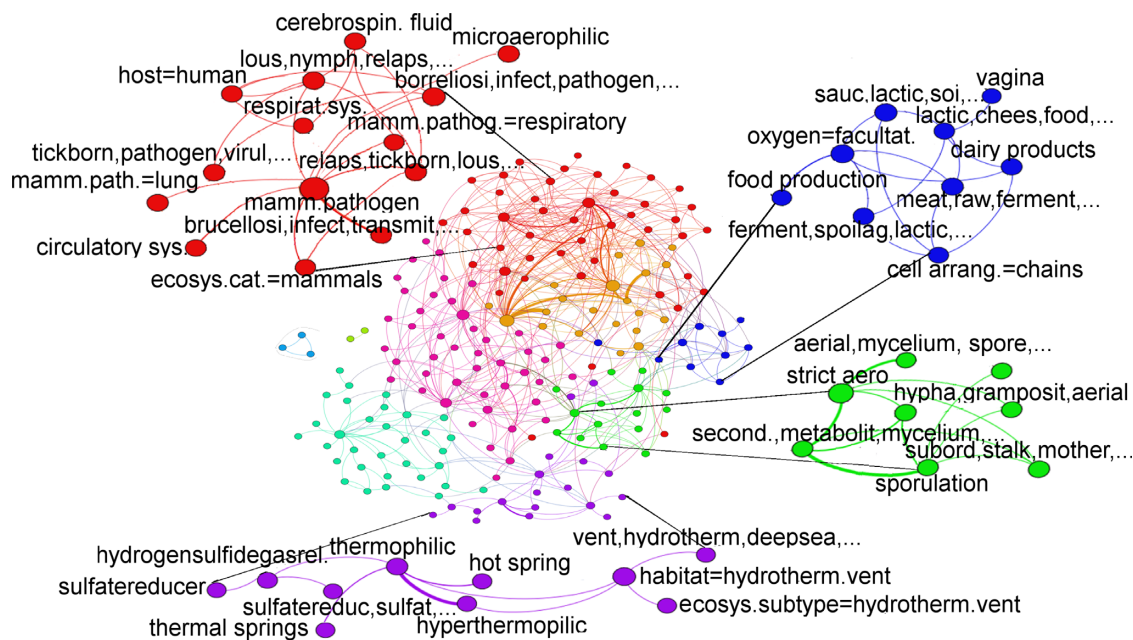 cerebrospin. fluid
microaerophilic
lous,nymph,relaps,...
host=human
borreliosi,infect,pathogen,...
respirat.sys.
mamm.pathog.=respiratory
tickborn,pathogen,virul,...
relaps,tickborn,lous,...
mamm.path.=lung
mamm.pathogen
brucellosi,infect,transmit,...
circulatory sys.
ecosys.cat.=mammals
vagina
sauc,lactic,soi,...
lactic,chees,food,...
oxygen=facultat.
dairy products
food production
meat,raw,ferment,...
ferment,spoilag,lactic,...
cell arrang.=chains
aerial,mycelium, spore,...
strict aero
hypha,gramposit,aerial
second.,metabolit,mycelium,...
subord,stalk,mother,...
sporulation
vent,hydrotherm,deepsea,...
hydrogensulfidegasrel.
thermophilic
hot spring
habitat=hydrotherm.vent
sulfatereducer
sulfatereduc,sulfat,...
ecosys.subtype=hydrotherm.vent
thermal springs
hyperthermopilic